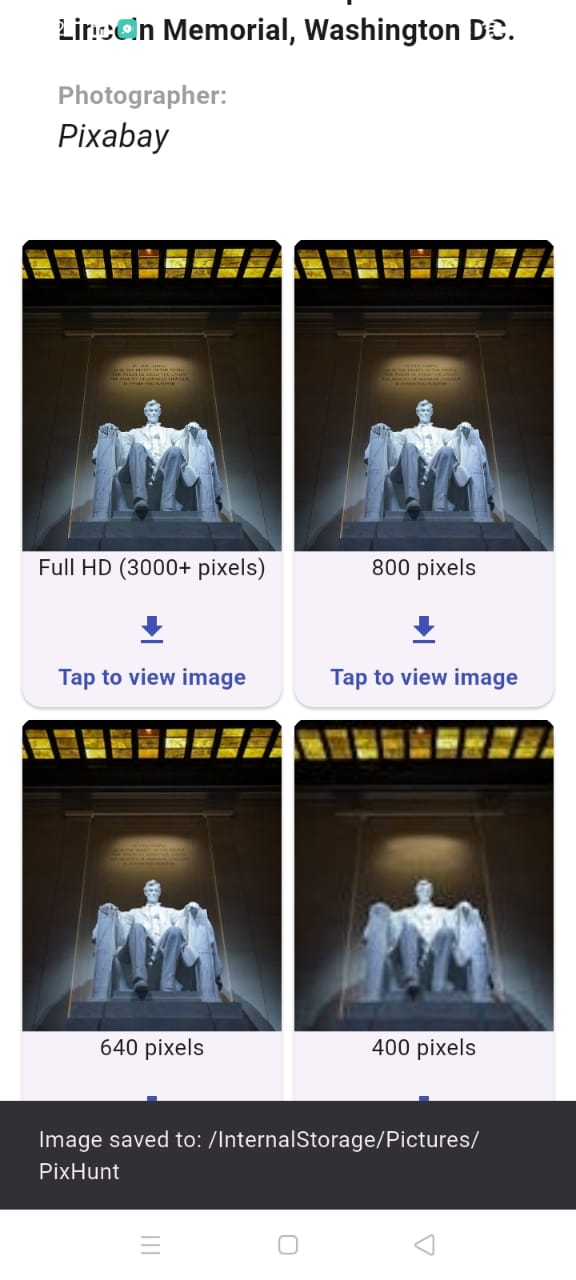 Lincoln Memorial, Washington DC.
Photographer:
Pixabay
Full HD (3000+ pixels)
800 pixels
Tap to view image
Tap to view image
640 pixels
400 pixels
Image saved to: /InternalStorage/Pictures/
PixHunt